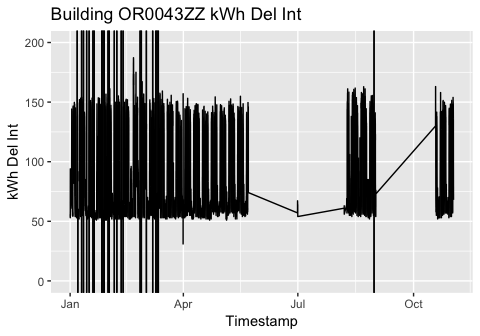 Building OR0043ZZ kWh Del Int
200
150
100
50
0
kWh Del Int
Jan
Apr
Jul
Oct
Timestamp